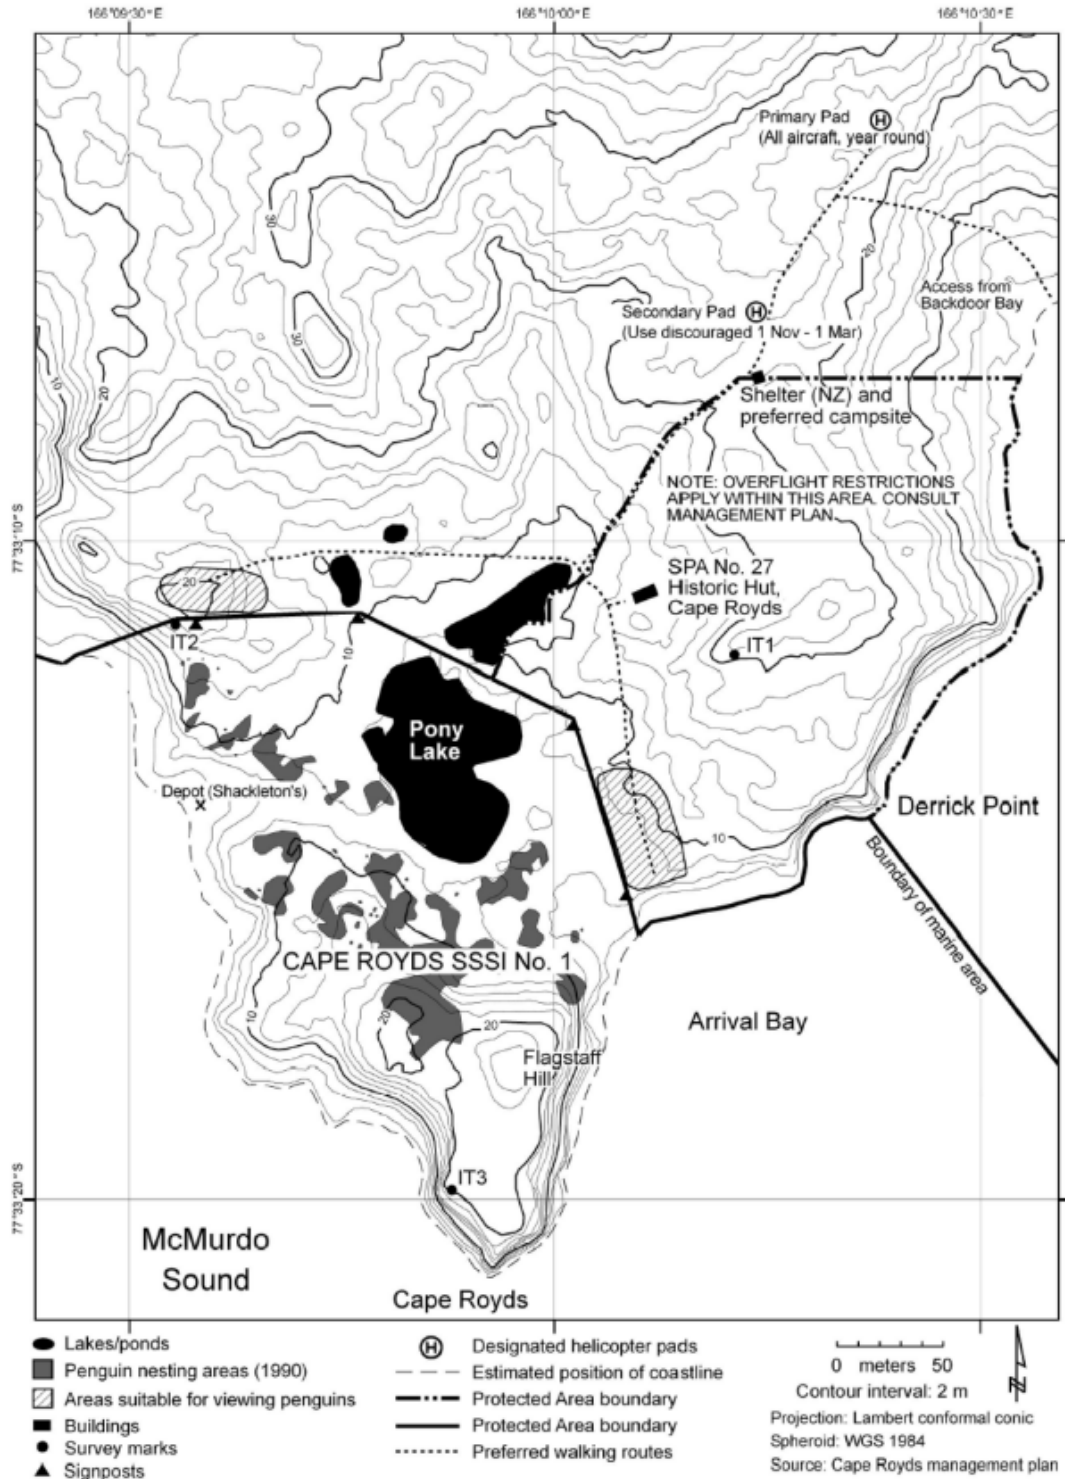 166°09'30" E
166°10'00" E
166°10'30" E
Primary Pad
(All aircraft, year round)
30
20
Access from
Backdoor Bay
Secondary Pad
(Use discouraged 1 Nov - 1 Mar)
30
10
20
Shelter (NZ) and
preferred campsite
NOTE: OVERFLIGHT RESTRICTIONS
APPLY WITHIN THIS AREA. CONSULT
MANAGEMENT PLAN
77°33'10" S
SPA No. 27
Historic Hut,
Cape Royds
20
IT2
IT1
10
Pony
Lake
Depot (Shackleton's)
Derrick Point
10
Boundary of marine area
CAPE ROYDS SSSI No. 1
10
20
20
Arrival Bay
Flagstaff
Hill
IT3
77°33'20" S
McMurdo
Sound
Cape Royds
Lakes/ponds
Penguin nesting areas (1990)
Areas suitable for viewing penguins
Buildings
Survey marks
Signposts
H
Designated helicopter pads
Estimated position of coastline
Protected Area boundary
Protected Area boundary
Preferred walking routes
0 meters 50
Contour interval: 2 m
N
Projection: Lambert conformal conic
Spheroid: WGS 1984
Source: Cape Royds management plan